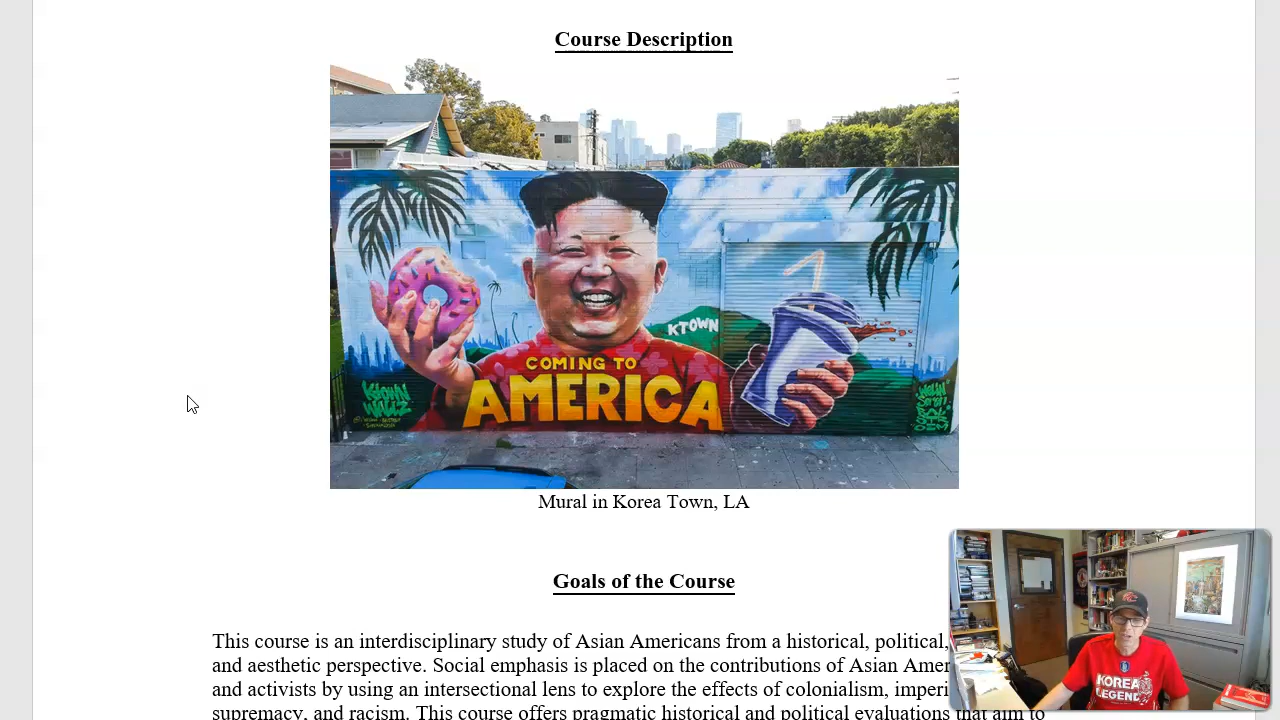 Course Description
KTOWN
COMING TO
AMERICA
KTOWN
WALLZ
Mural in Korea Town, LA
Goals of the Course
This course is an interdisciplinary study of Asian Americans from a historical, political,
and aesthetic perspective. Social emphasis is placed on the contributions of Asian Amer
and activists by using an intersectional lens to explore the effects of colonialism, imperi
supremacy, and racism. This course offers pragmatic historical and political evaluations that aim to
KOREA
LEGEND